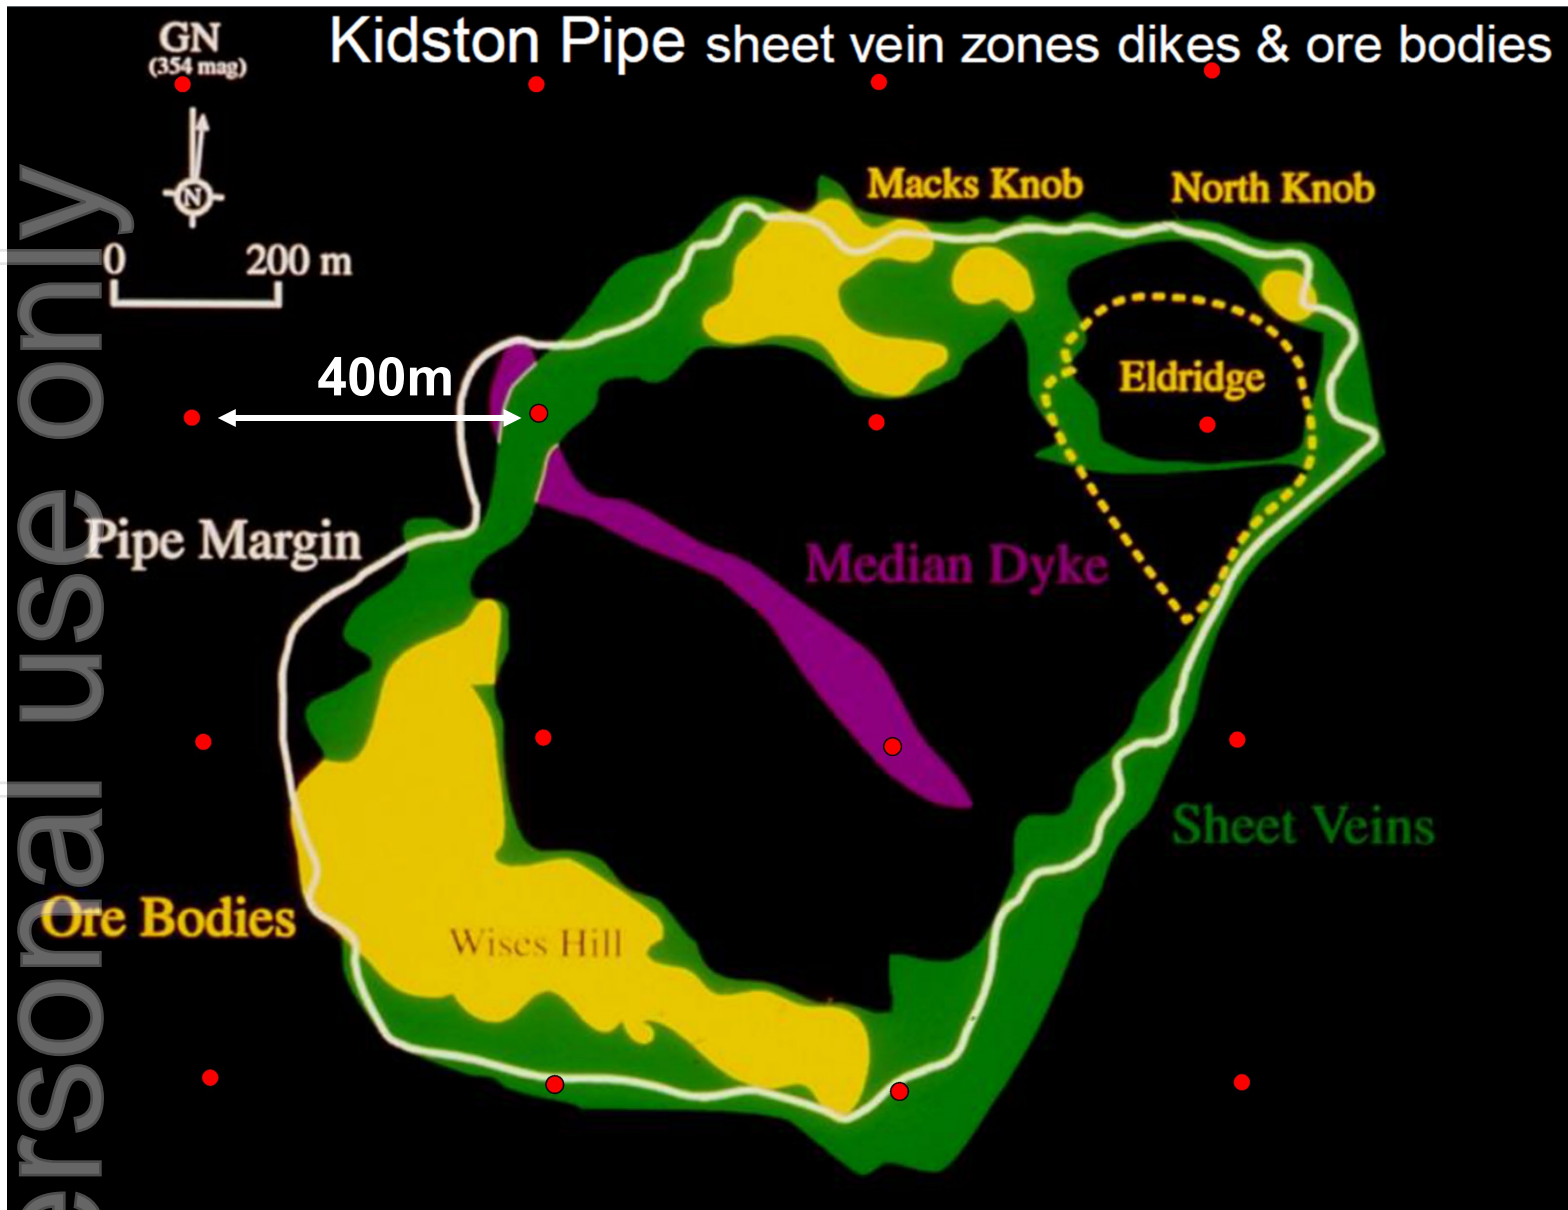 Kidston Pipe sheet vein zones dikes & ore bodies
GN
(354 mag)
N
0 200 m
Macks Knob
North Knob
400m
Eldridge
Pipe Margin
Median Dyke
Sheet Veins
Ore Bodies
Wises Hill
ersonal use only